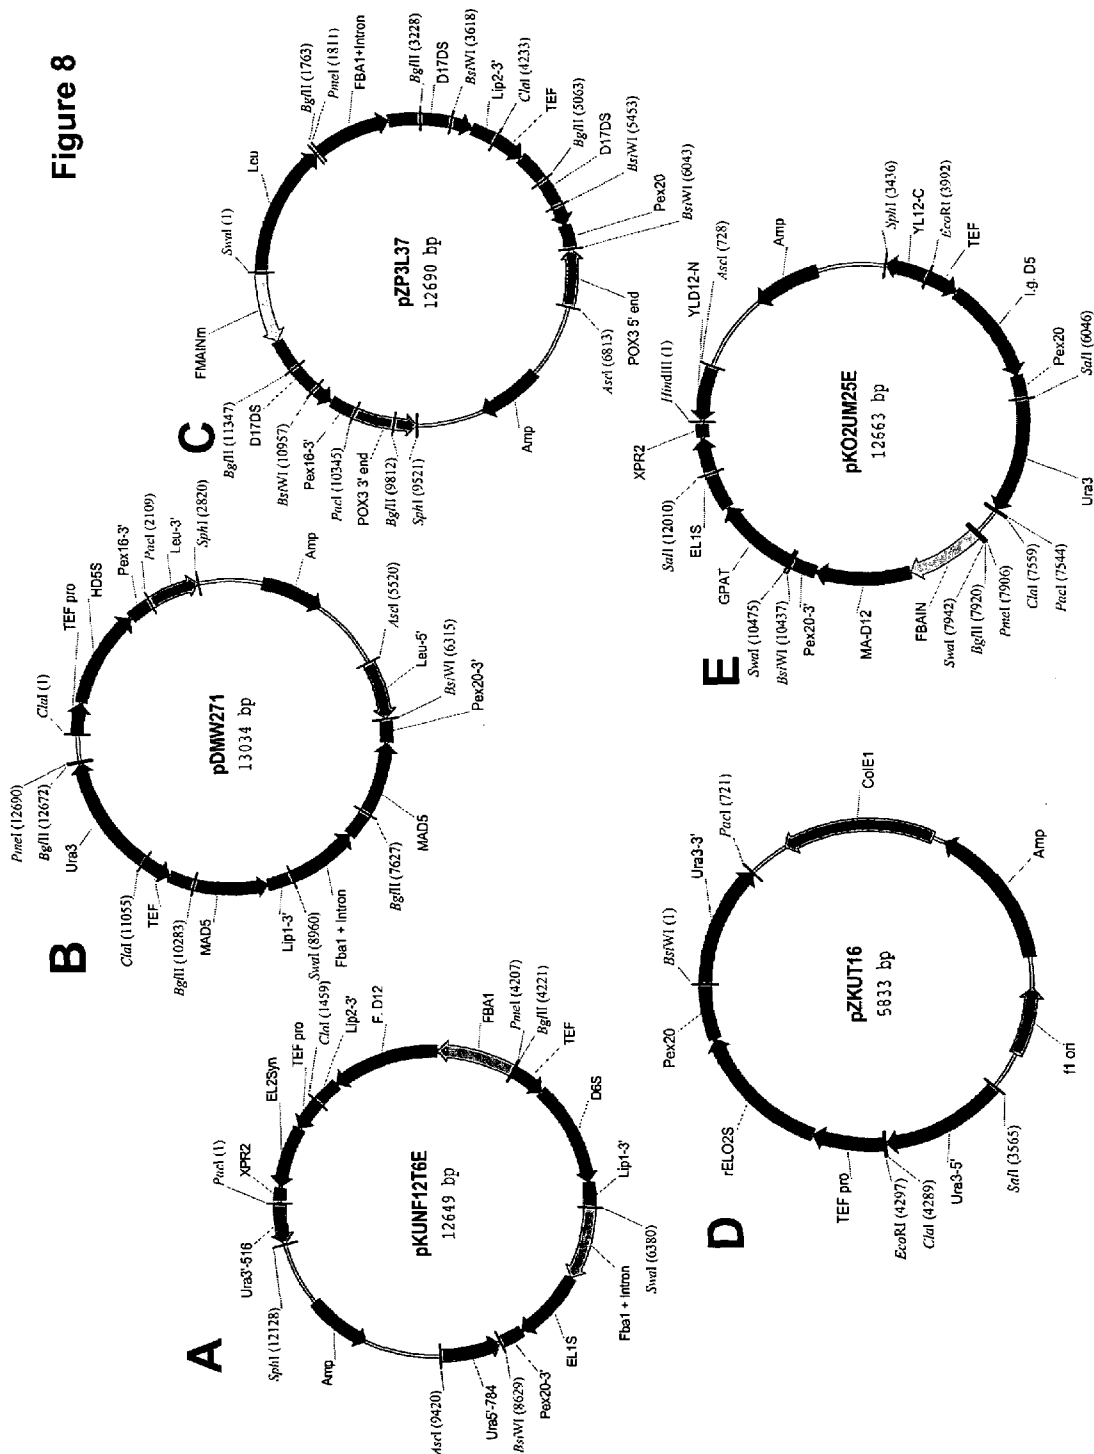 Figure 8
A
pKUNF12T6E
12649 bp
PacI (1)
XPR2
EL2Syn
TEF pro
ClaI (1459)
Lip2-3'
F. D12
FBA1
PmeI (4207)
BglII (4221)
TEF
D6S
Lip1-3'
SwaI (6380)
Fba1 + Intron
EL1S
Pex20-3'
BsiWI (8629)
Ura5'-784
AscI (9420)
Amp
SphI (12128)
Ura3'-516
B
pDMW271
13034 bp
ClaI (1)
TEF pro
HD5S
Pex16-3'
PacI (2109)
Leu-3'
SphI (2820)
Amp
AscI (5520)
Leu-5'
BsiWI (6315)
Pex20-3'
MAD5
BglII (7627)
Fba1 + Intron
SwaI (8960)
Lip1-3'
MAD5
BglII (10283)
TEF
ClaI (11055)
Ura3
BglII (12672)
PmeI (12690)
C
pZP3L37
12690 bp
SwaI (1)
Leu
BglII (1763)
PmeI (1811)
FBA1+Intron
BglII (3228)
D17DS
BsiWI (3618)
Lip2-3'
ClaI (4233)
TEF
BglII (5063)
D17DS
BsiWI (5453)
Pex20
BsiWI (6043)
POX3 5' end
AscI (6813)
Amp
SphI (9521)
BglII (9812)
POX3 3' end
PacI (10345)
Pex16-3'
BsiWI (10957)
D17DS
BglII (11347)
FMAINm
D
pZKUT16
5833 bp
BsiWI (1)
Ura3-3'
PacI (721)
ColE1
Amp
f1 ori
SalI (3565)
Ura3-5'
ClaI (4289)
EcoRI (4297)
TEF pro
rELO2S
Pex20
E
pKO2UM25E
12663 bp
HindIII (1)
YLD12-N
AscI (728)
Amp
SphI (3436)
YL12-C
EcoRI (3992)
TEF
I.g. D5
Pex20
SalI (6046)
Ura3
PacI (7544)
ClaI (7559)
PmeI (7906)
BglII (7920)
SwaI (7942)
FBAIN
MA-D12
Pex20-3'
BsiWI (10437)
SwaI (10475)
GPAT
EL1S
SalI (12010)
XPR2